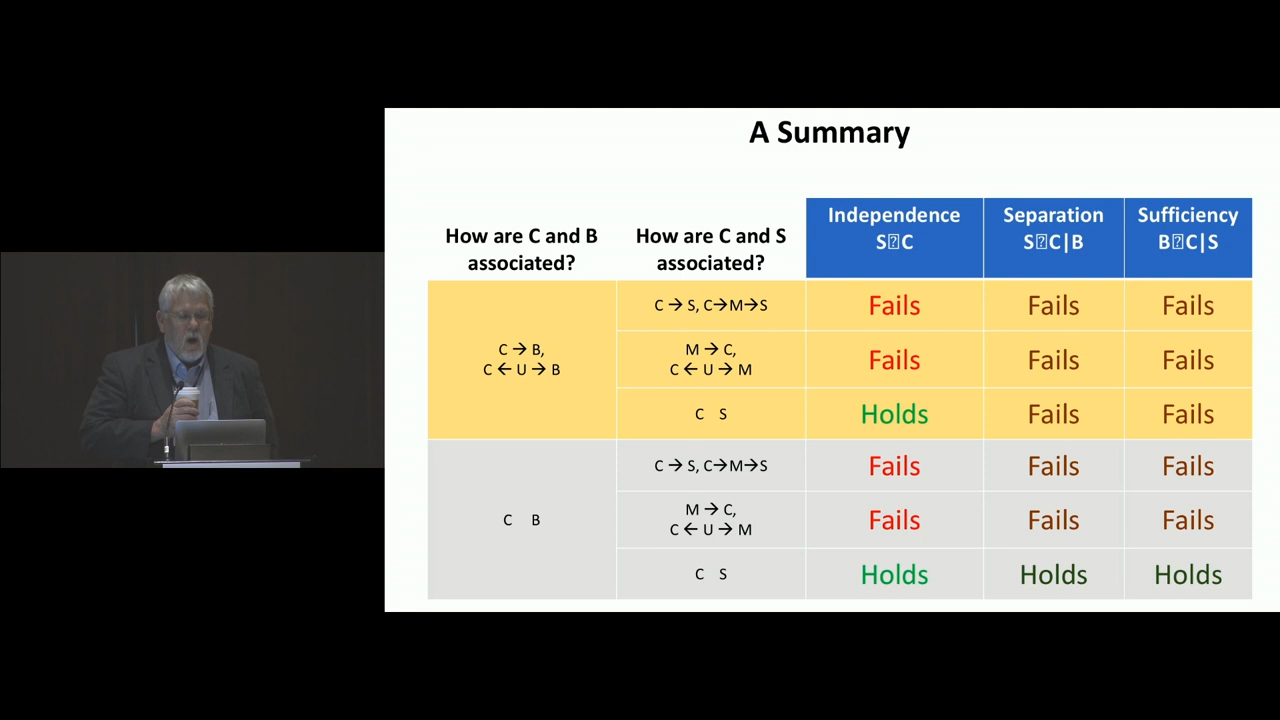 A Summary
How are C and B
associated?
How are C and S
associated?
Independence
S⍰C
Separation
S⍰C|B
Sufficiency
B⍰C|S
C → B,
C ← U → B
C → S, C→M→S
Fails
Fails
Fails
M → C,
C ← U → M
Fails
Fails
Fails
C S
Holds
Fails
Fails
C B
C → S, C→M→S
Fails
Fails
Fails
M → C,
C ← U → M
Fails
Fails
Fails
C S
Holds
Holds
Holds